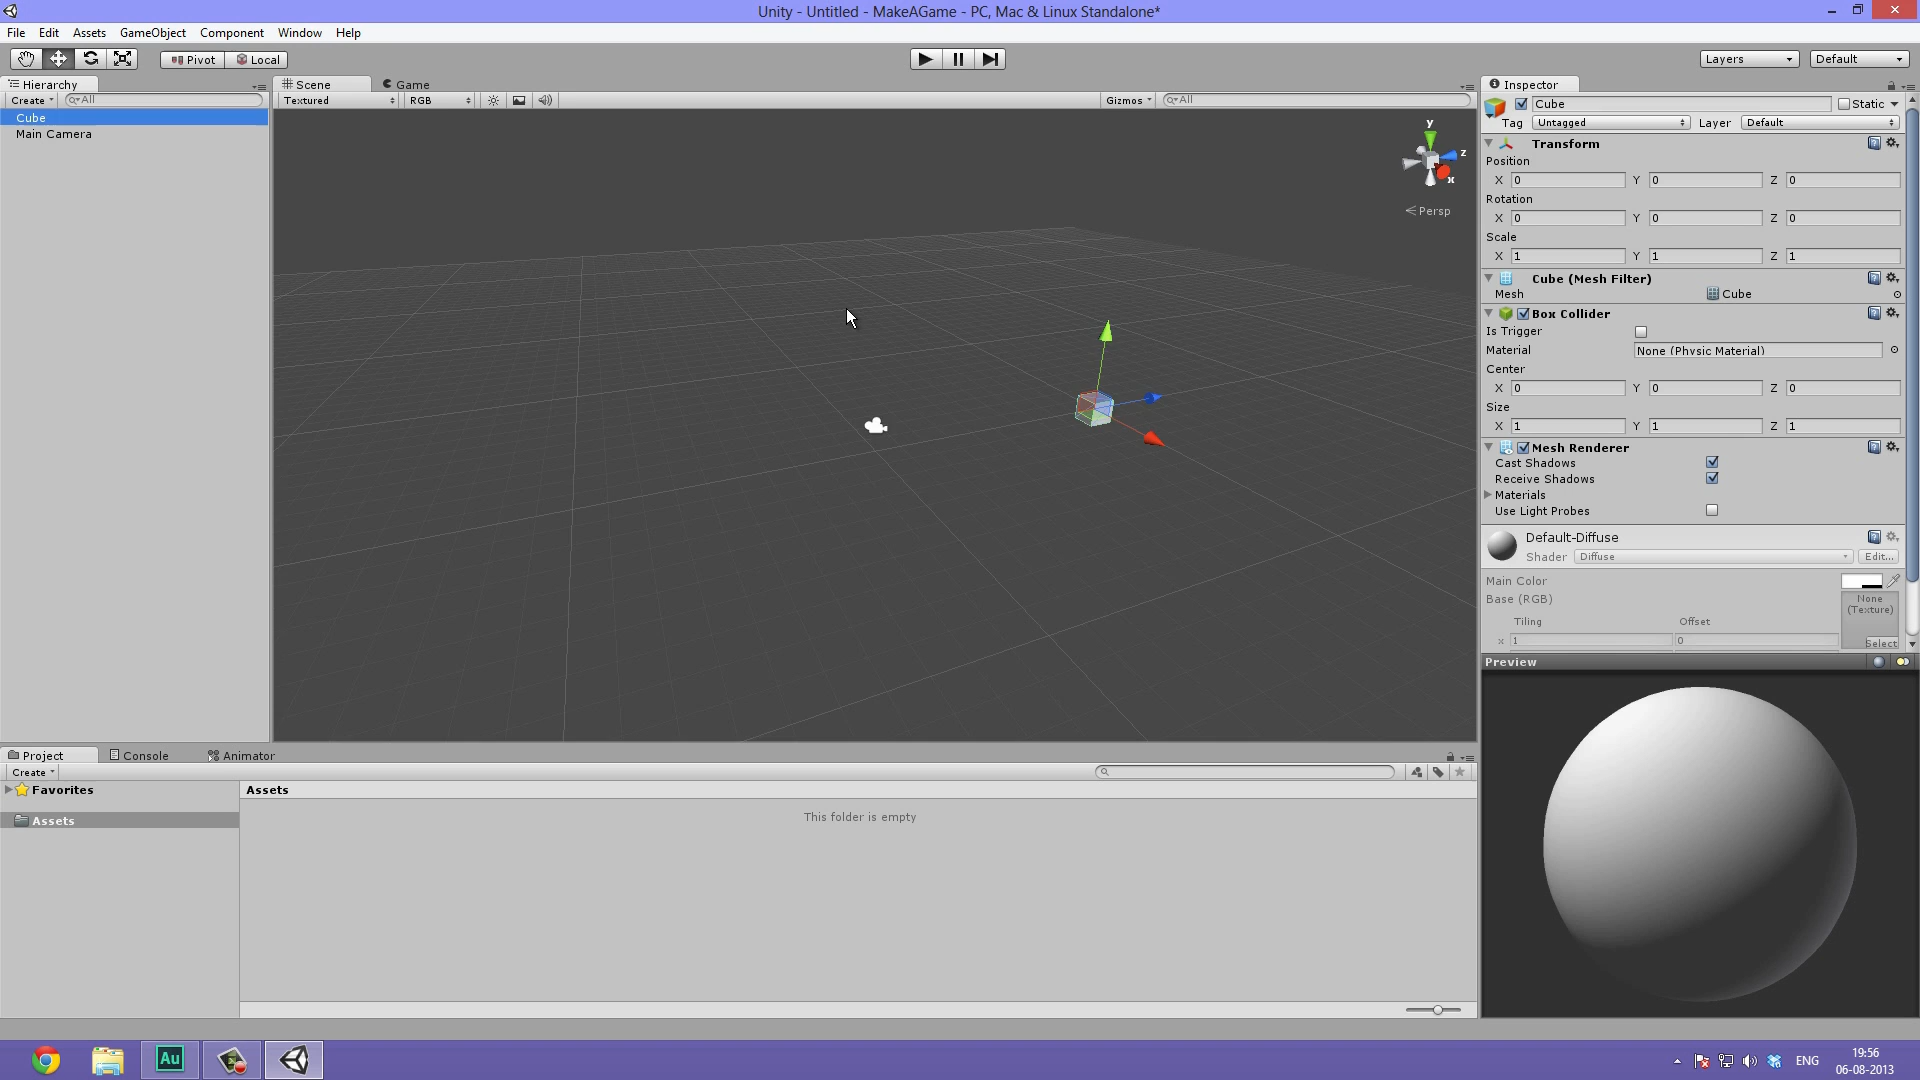 Unity - Untitled - MakeAGame - PC, Mac & Linux Standalone*
File Edit Assets GameObject Component Window Help
Pivot Local Layers Default
Hierarchy
Create All
Cube
Main Camera
Scene Game
Textured RGB Gizmos All
y
z
x
Persp
Inspector
Cube Static
Tag Untagged Layer Default
Transform
Position
X 0 Y 0 Z 0
Rotation
X 0 Y 0 Z 0
Scale
X 1 Y 1 Z 1
Cube (Mesh Filter)
Mesh Cube
Box Collider
Is Trigger
Material None (Physic Material)
Center
X 0 Y 0 Z 0
Size
X 1 Y 1 Z 1
Mesh Renderer
Cast Shadows
Receive Shadows
Materials
Use Light Probes
Default-Diffuse
Shader Diffuse Edit...
Main Color
Base (RGB) None
(Texture)
Tiling Offset
x 1 0 Select
Preview
Project Console Animator
Create
Favorites
Assets
Assets
This folder is empty
Au
ENG
19:56
06-08-2013